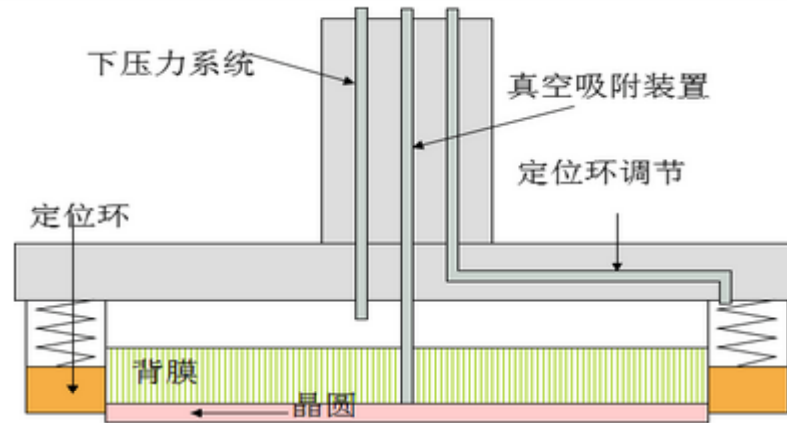 下压力系统
真空吸附装置
定位环调节
定位环
背膜
晶圆